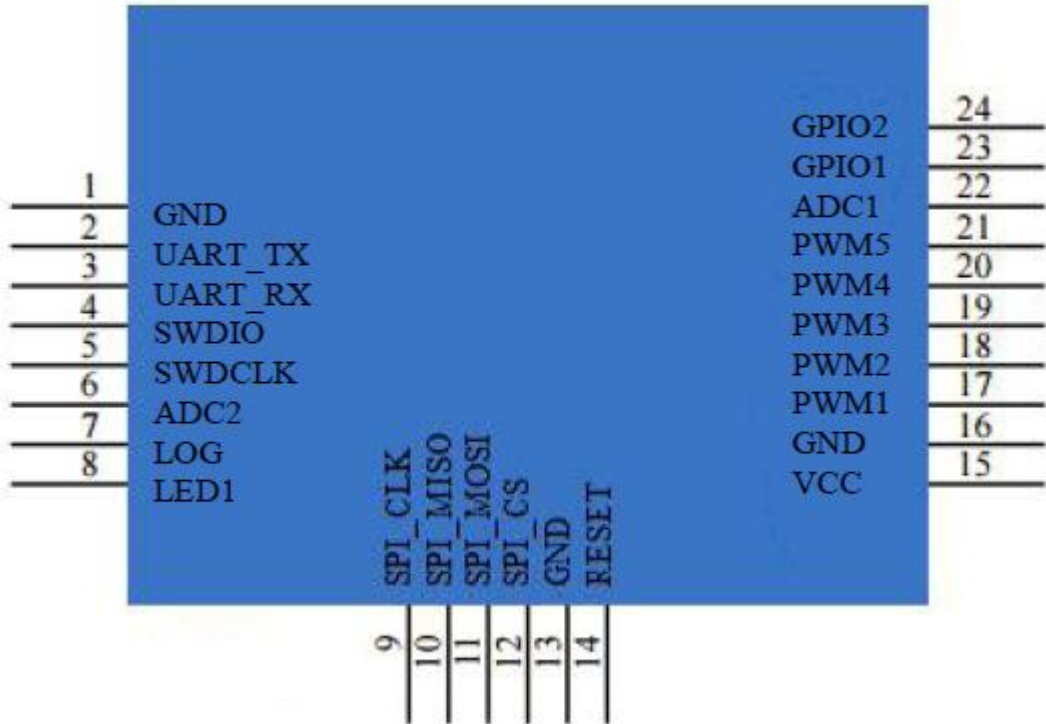 1 GND
2 UART_TX
3 UART_RX
4 SWDIO
5 SWDCLK
6 ADC2
7 LOG
8 LED1
9 SPI_CLK
10 SPI_MISO
11 SPI_MOSI
12 SPI_CS
13 GND
14 RESET
GPIO2 24
GPIO1 23
ADC1 22
PWM5 21
PWM4 20
PWM3 19
PWM2 18
PWM1 17
GND 16
VCC 15